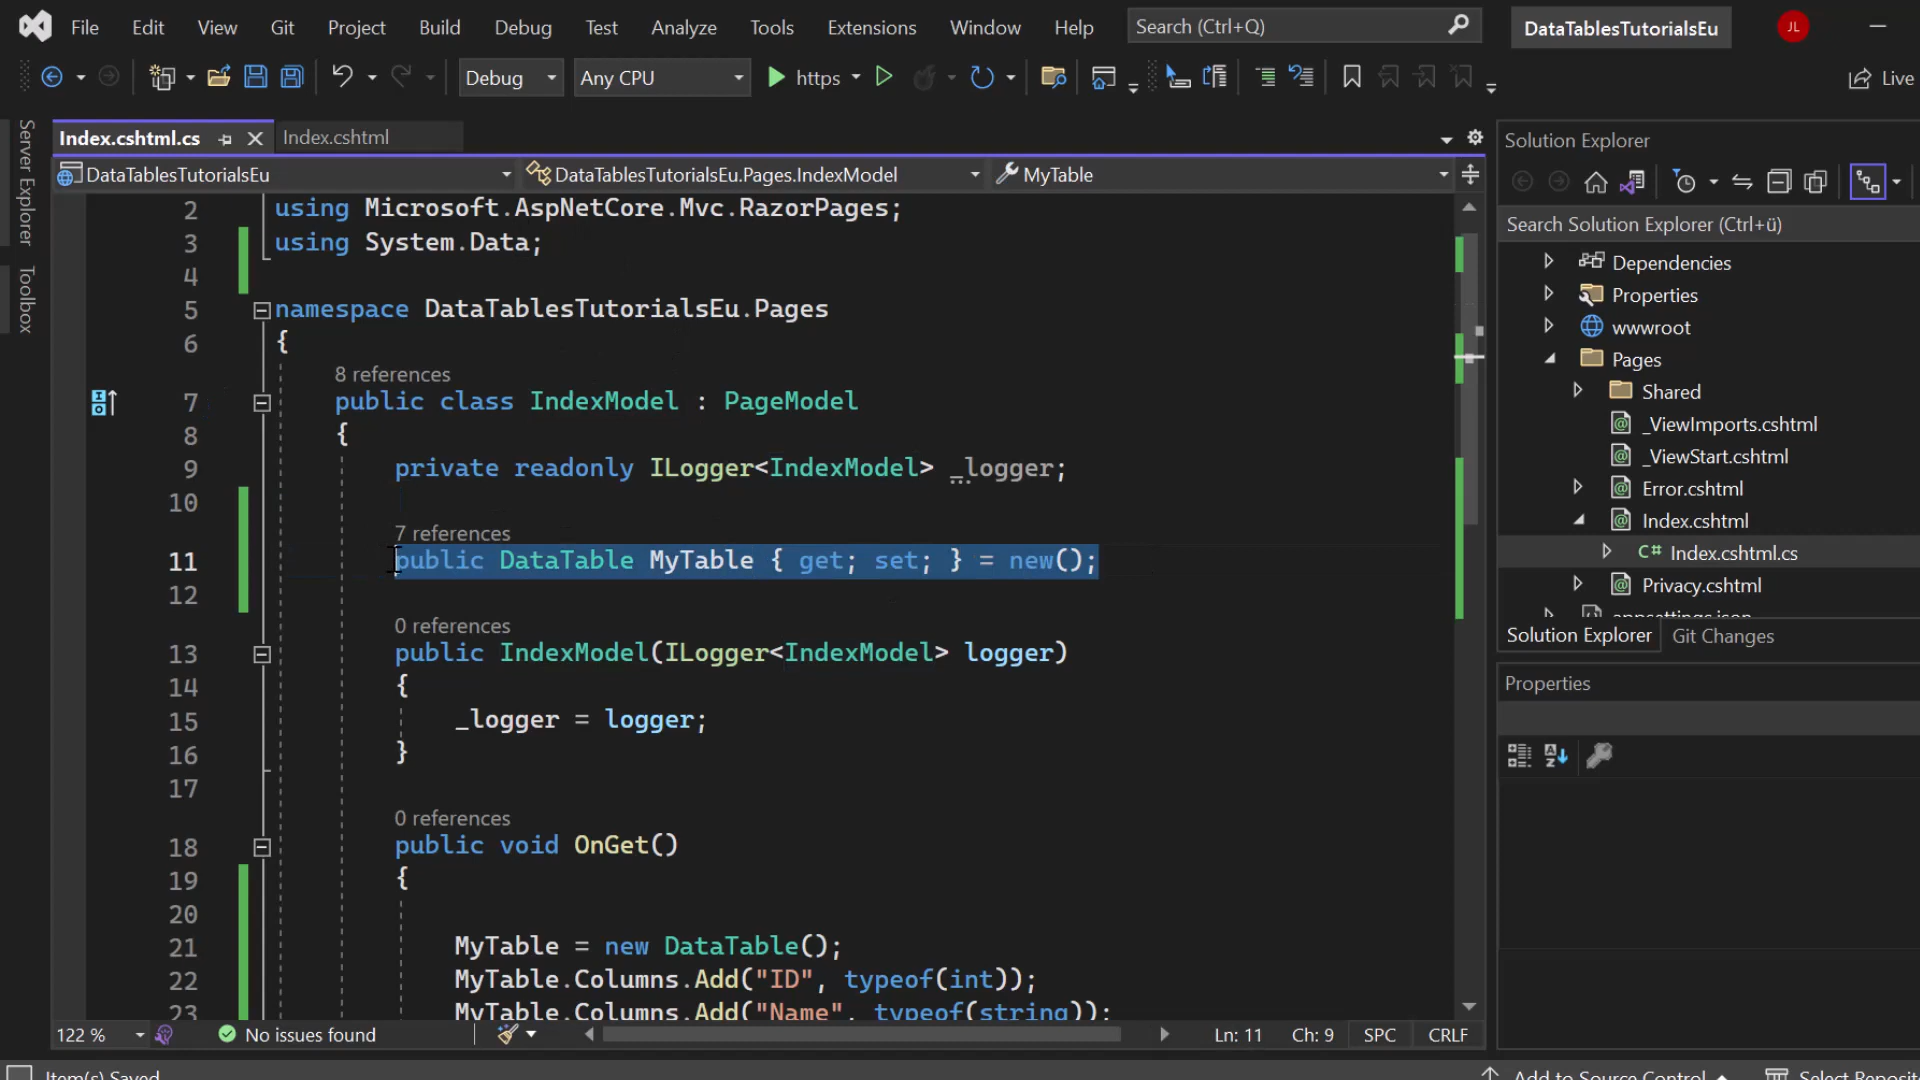 File Edit View Git Project Build Debug Test Analyze Tools Extensions Window Help Search (Ctrl+Q) DataTablesTutorialsEu JL
Debug Any CPU https Live
Server Explorer
Toolbox
Index.cshtml.cs Index.cshtml
DataTablesTutorialsEu DataTablesTutorialsEu.Pages.IndexModel MyTable
2 using Microsoft.AspNetCore.Mvc.RazorPages;
3 using System.Data;
4
5 namespace DataTablesTutorialsEu.Pages
6 {
8 references
7 public class IndexModel : PageModel
8 {
9 private readonly ILogger<IndexModel> _logger;
10
7 references
11 public DataTable MyTable { get; set; } = new();
12
0 references
13 public IndexModel(ILogger<IndexModel> logger)
14 {
15 _logger = logger;
16 }
17
0 references
18 public void OnGet()
19 {
20
21 MyTable = new DataTable();
22 MyTable.Columns.Add("ID", typeof(int));
23 MyTable.Columns.Add("Name", typeof(string));
122 % No issues found Ln: 11 Ch: 9 SPC CRLF
Solution Explorer
Search Solution Explorer (Ctrl+ü)
Dependencies
Properties
wwwroot
Pages
Shared
_ViewImports.cshtml
_ViewStart.cshtml
Error.cshtml
Index.cshtml
C# Index.cshtml.cs
Privacy.cshtml
appsettings.json
Solution Explorer Git Changes
Properties
Item(s) Saved Add to Source Control Select Reposit